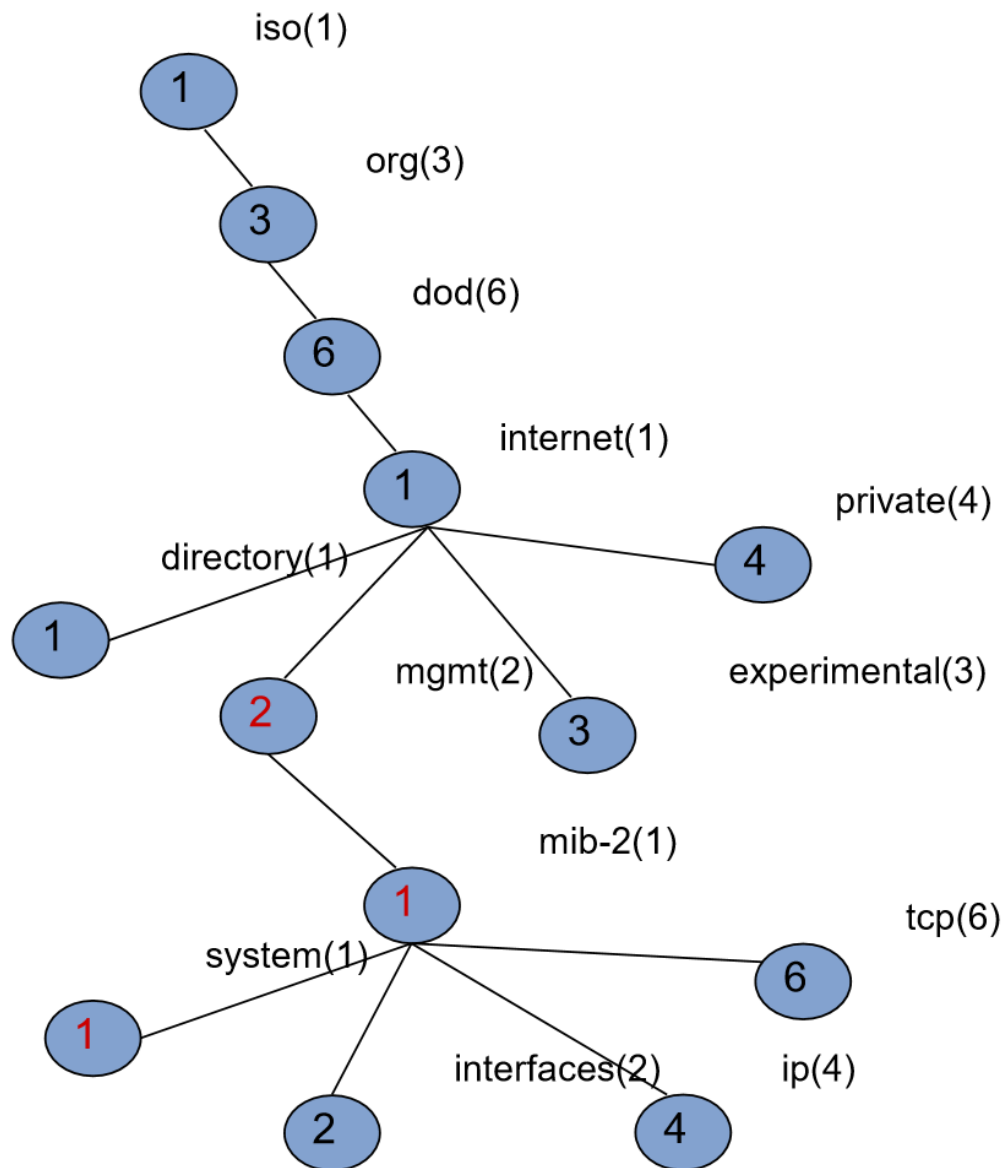 iso(1)
1
org(3)
3
dod(6)
6
internet(1)
1
private(4)
4
directory(1)
1
mgmt(2)
experimental(3)
2
3
mib-2(1)
1
tcp(6)
system(1)
6
1
interfaces(2)
ip(4)
2
4